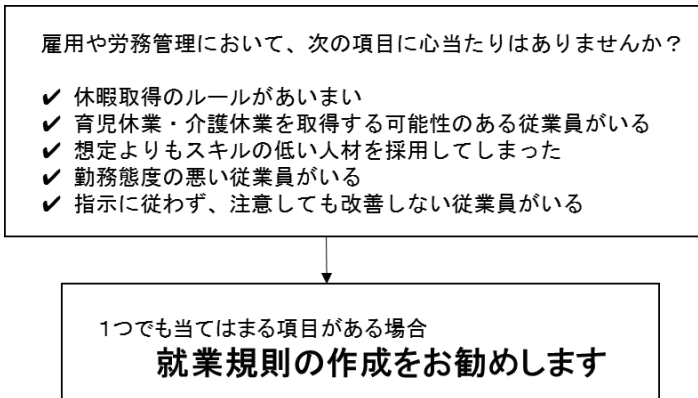 雇用や労務管理において、次の項目に心当たりはありませんか？
✔ 休暇取得のルールがあいまい
✔ 育児休業・介護休業を取得する可能性のある従業員がいる
✔ 想定よりもスキルの低い人材を採用してしまった
✔ 勤務態度の悪い従業員がいる
✔ 指示に従わず、注意しても改善しない従業員がいる
1つでも当てはまる項目がある場合
就業規則の作成をお勧めします